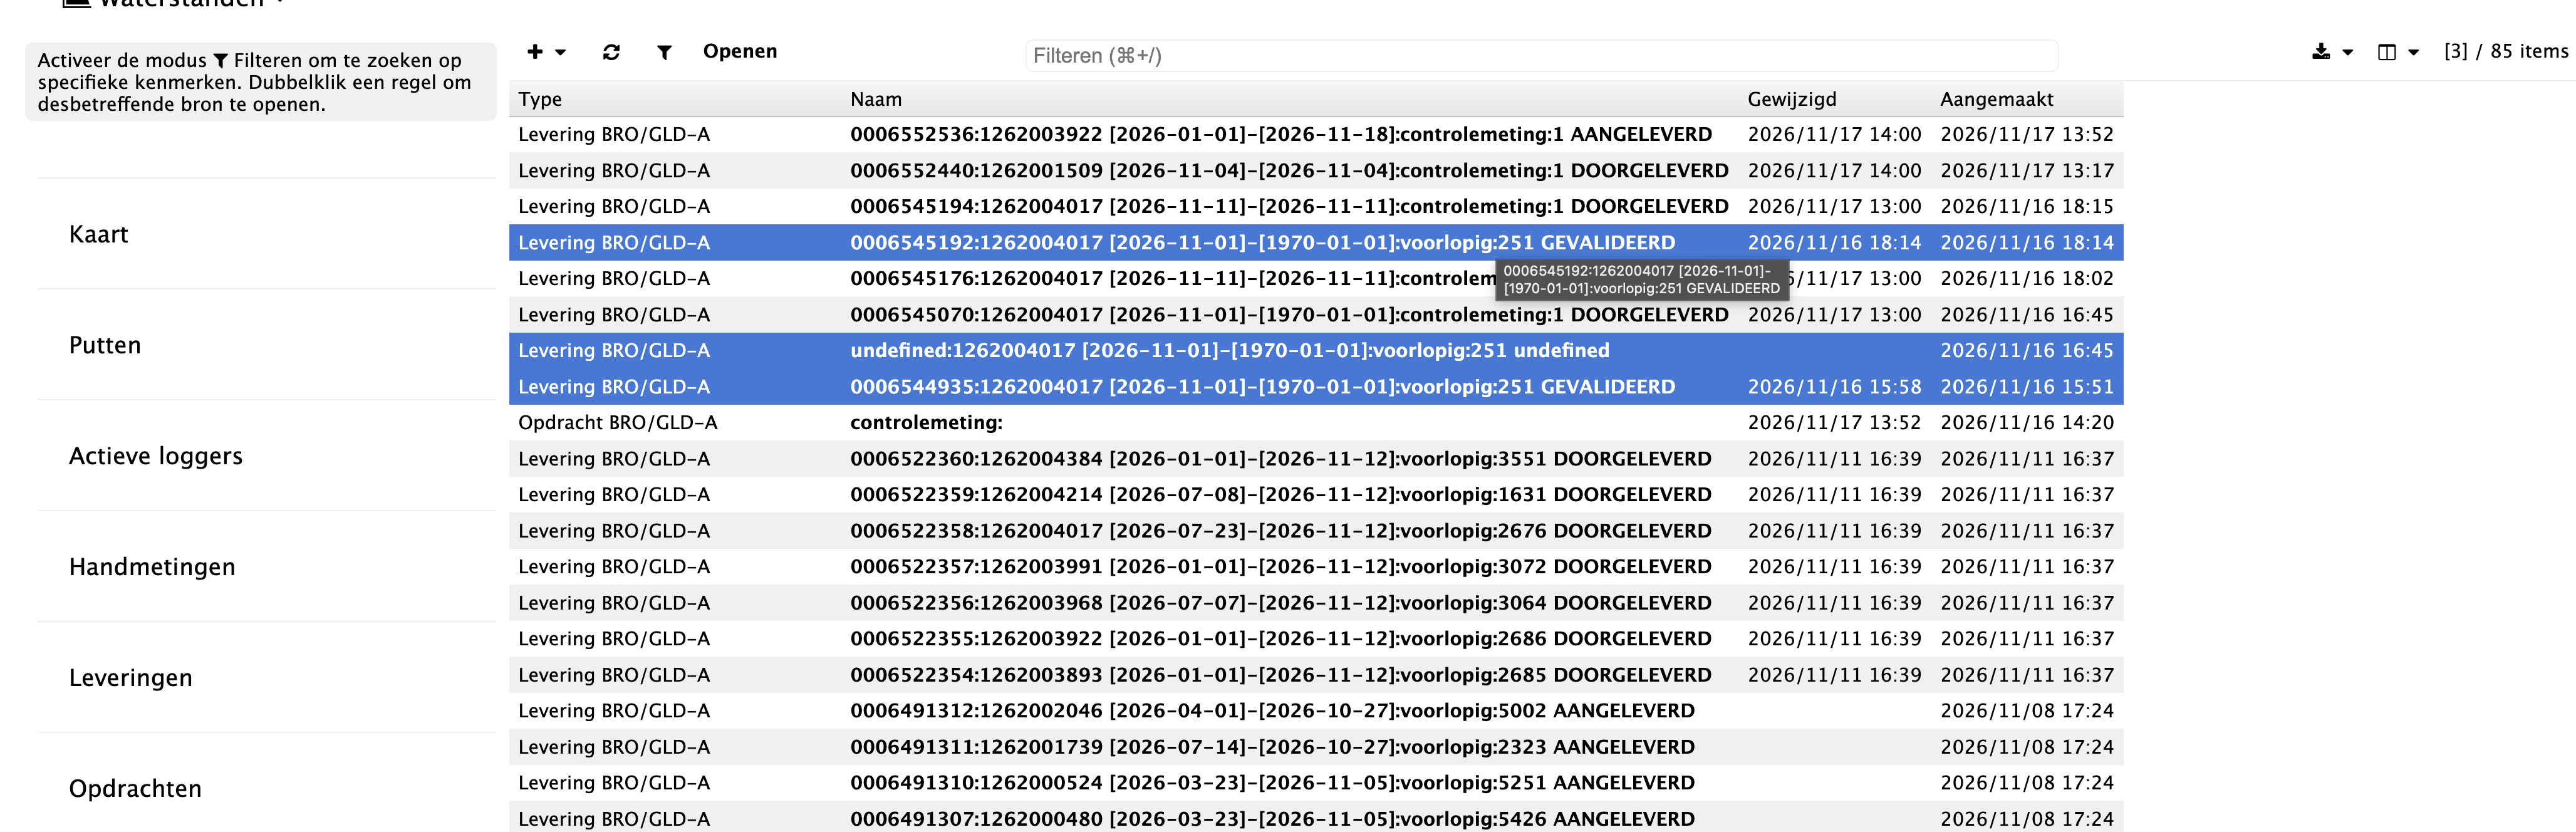 Waterstanden
Activeer de modus Filteren om te zoeken op
specifieke kenmerken. Dubbelklik een regel om
desbetreffende bron te openen.
Kaart
Putten
Actieve loggers
Handmetingen
Leveringen
Opdrachten
Openen
Filteren (⌘+/)
[3] / 85 items
Type Naam Gewijzigd Aangemaakt
Levering BRO/GLD-A 0006552536:1262003922 [2026-01-01]-[2026-11-18]:controlemeting:1 AANGELEVERD 2026/11/17 14:00 2026/11/17 13:52
Levering BRO/GLD-A 0006552440:1262001509 [2026-11-04]-[2026-11-04]:controlemeting:1 DOORGELEVERD 2026/11/17 14:00 2026/11/17 13:17
Levering BRO/GLD-A 0006545194:1262004017 [2026-11-11]-[2026-11-11]:controlemeting:1 DOORGELEVERD 2026/11/17 13:00 2026/11/16 18:15
Levering BRO/GLD-A 0006545192:1262004017 [2026-11-01]-[1970-01-01]:voorlopig:251 GEVALIDEERD 2026/11/16 18:14 2026/11/16 18:14
0006545192:1262004017 [2026-11-01]-
[1970-01-01]:voorlopig:251 GEVALIDEERD
Levering BRO/GLD-A 0006545176:1262004017 [2026-11-11]-[2026-11-11]:controlem 5/11/17 13:00 2026/11/16 18:02
Levering BRO/GLD-A 0006545070:1262004017 [2026-11-01]-[1970-01-01]:controlemeting:1 DOORGELEVERD 2026/11/17 13:00 2026/11/16 16:45
Levering BRO/GLD-A undefined:1262004017 [2026-11-01]-[1970-01-01]:voorlopig:251 undefined 2026/11/16 16:45
Levering BRO/GLD-A 0006544935:1262004017 [2026-11-01]-[1970-01-01]:voorlopig:251 GEVALIDEERD 2026/11/16 15:58 2026/11/16 15:51
Opdracht BRO/GLD-A controlemeting: 2026/11/17 13:52 2026/11/16 14:20
Levering BRO/GLD-A 0006522360:1262004384 [2026-01-01]-[2026-11-12]:voorlopig:3551 DOORGELEVERD 2026/11/11 16:39 2026/11/11 16:37
Levering BRO/GLD-A 0006522359:1262004214 [2026-07-08]-[2026-11-12]:voorlopig:1631 DOORGELEVERD 2026/11/11 16:39 2026/11/11 16:37
Levering BRO/GLD-A 0006522358:1262004017 [2026-07-23]-[2026-11-12]:voorlopig:2676 DOORGELEVERD 2026/11/11 16:39 2026/11/11 16:37
Levering BRO/GLD-A 0006522357:1262003991 [2026-01-01]-[2026-11-12]:voorlopig:3072 DOORGELEVERD 2026/11/11 16:39 2026/11/11 16:37
Levering BRO/GLD-A 0006522356:1262003968 [2026-07-07]-[2026-11-12]:voorlopig:3064 DOORGELEVERD 2026/11/11 16:39 2026/11/11 16:37
Levering BRO/GLD-A 0006522355:1262003922 [2026-01-01]-[2026-11-12]:voorlopig:2686 DOORGELEVERD 2026/11/11 16:39 2026/11/11 16:37
Levering BRO/GLD-A 0006522354:1262003893 [2026-01-01]-[2026-11-12]:voorlopig:2685 DOORGELEVERD 2026/11/11 16:39 2026/11/11 16:37
Levering BRO/GLD-A 0006491312:1262002046 [2026-04-01]-[2026-10-27]:voorlopig:5002 AANGELEVERD 2026/11/08 17:24
Levering BRO/GLD-A 0006491311:1262001739 [2026-07-14]-[2026-10-27]:voorlopig:2323 AANGELEVERD 2026/11/08 17:24
Levering BRO/GLD-A 0006491310:1262000524 [2026-03-23]-[2026-11-05]:voorlopig:5251 AANGELEVERD 2026/11/08 17:24
Levering BRO/GLD-A 0006491307:1262000480 [2026-03-23]-[2026-11-05]:voorlopig:5426 AANGELEVERD 2026/11/08 17:24